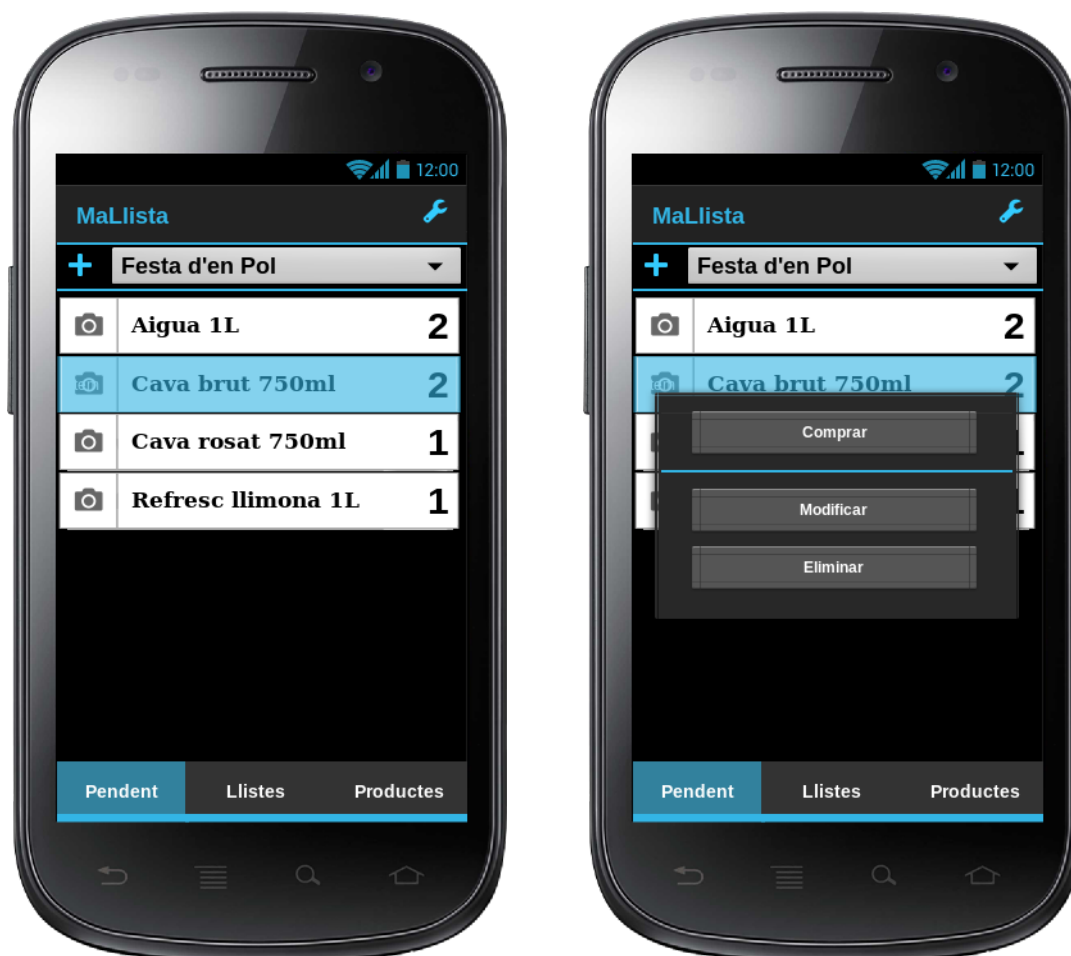 12:00
MaLlista
Festa d'en Pol
Aigua 1L 2
Cava brut 750ml 2
Cava rosat 750ml 1
Refresc llimona 1L 1
Pendent Llistes Productes
12:00
MaLlista
Festa d'en Pol
Aigua 1L 2
Cava brut 750ml 2
Comprar
Modificar
Eliminar
Pendent Llistes Productes